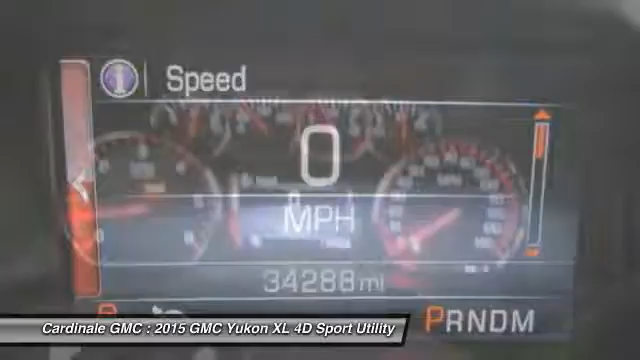 Speed
0
MPH
34288 mi
PRNDM
Cardinale GMC : 2015 GMC Yukon XL 4D Sport Utility